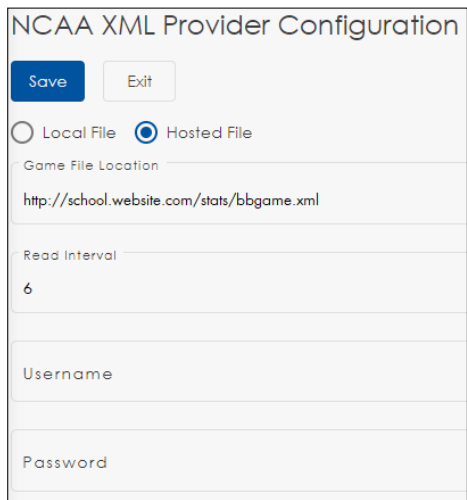 NCAA XML Provider Configuration
Save Exit
Local File Hosted File
Game File Location
http://school.website.com/stats/bbgame.xml
Read Interval
6
Username
Password